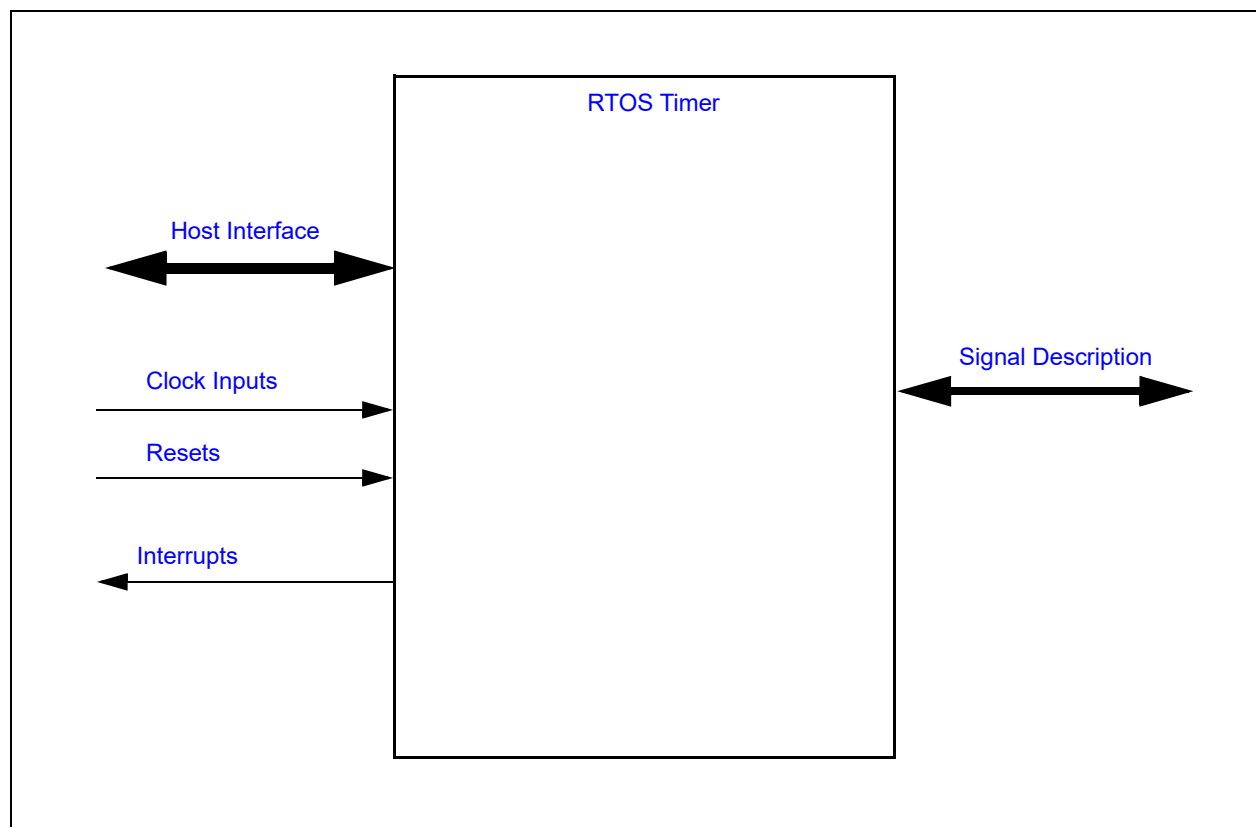 RTOS Timer
Host Interface
Signal Description
Clock Inputs
Resets
Interrupts